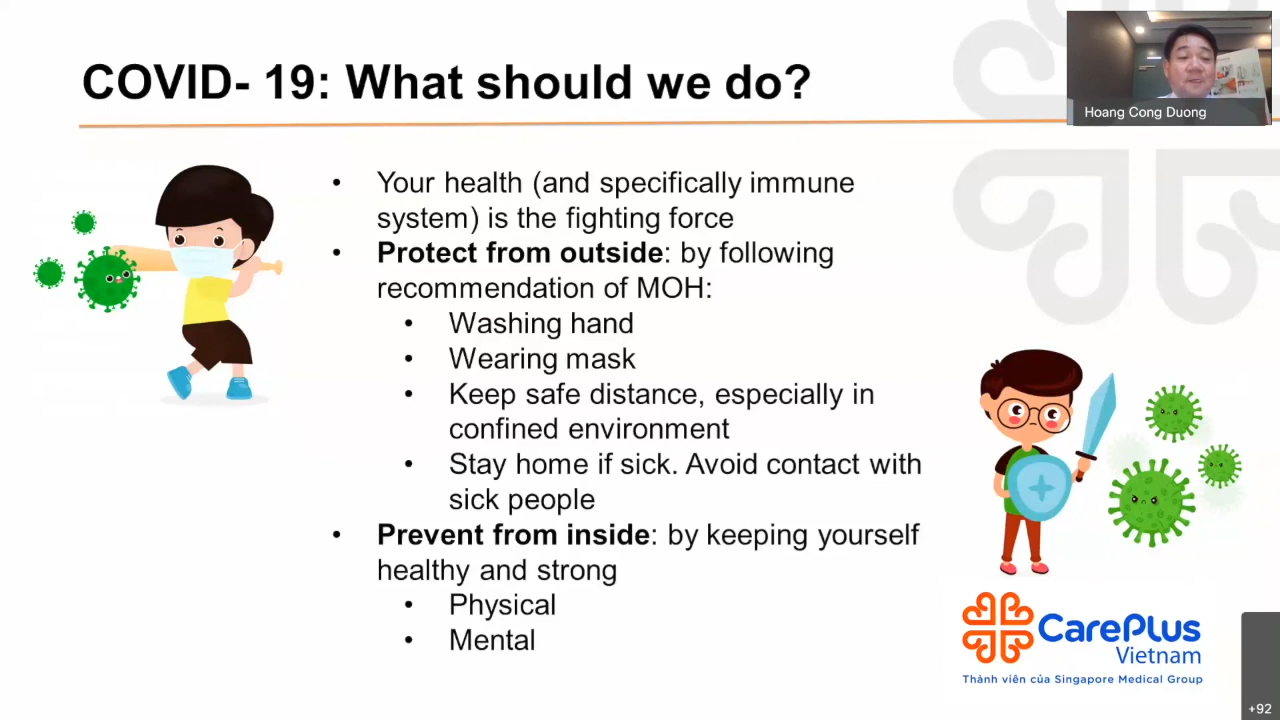 COVID- 19: What should we do?
Hoang Cong Duong
• Your health (and specifically immune
system) is the fighting force
• Protect from outside: by following
recommendation of MOH:
• Washing hand
• Wearing mask
• Keep safe distance, especially in
confined environment
• Stay home if sick. Avoid contact with
sick people
• Prevent from inside: by keeping yourself
healthy and strong
• Physical
• Mental
CarePlus
Vietnam
Thành viên của Singapore Medical Group
+92